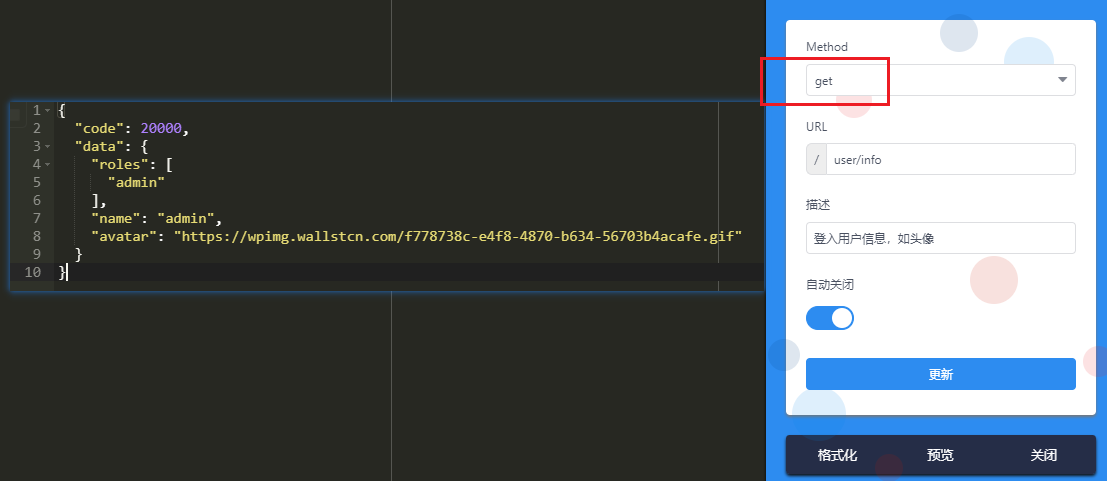 1 {
2 "code": 20000,
3 "data": {
4 "roles": [
5 "admin"
6 ],
7 "name": "admin",
8 "avatar": "https://wpimg.wallstcn.com/f778738c-e4f8-4870-b634-56703b4acafe.gif"
9 }
10 }
Method
get
URL
/ user/info
描述
登入用户信息，如头像
自动关闭
更新
格式化 预览 关闭